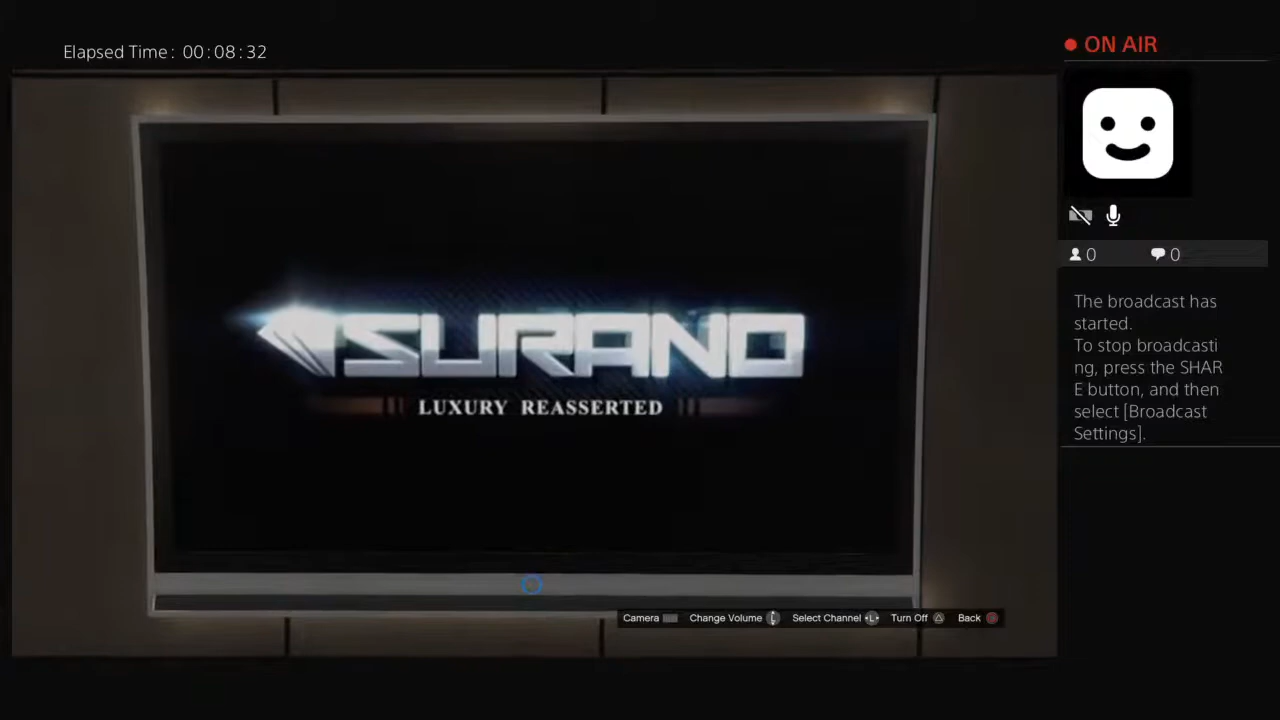 Elapsed Time: 00:08:32
ON AIR
SURANO
LUXURY REASSERTED
0 0
The broadcast has
started.
To stop broadcasti
ng, press the SHAR
E button, and then
select [Broadcast
Settings].
Camera Change Volume Select Channel L Turn Off Back